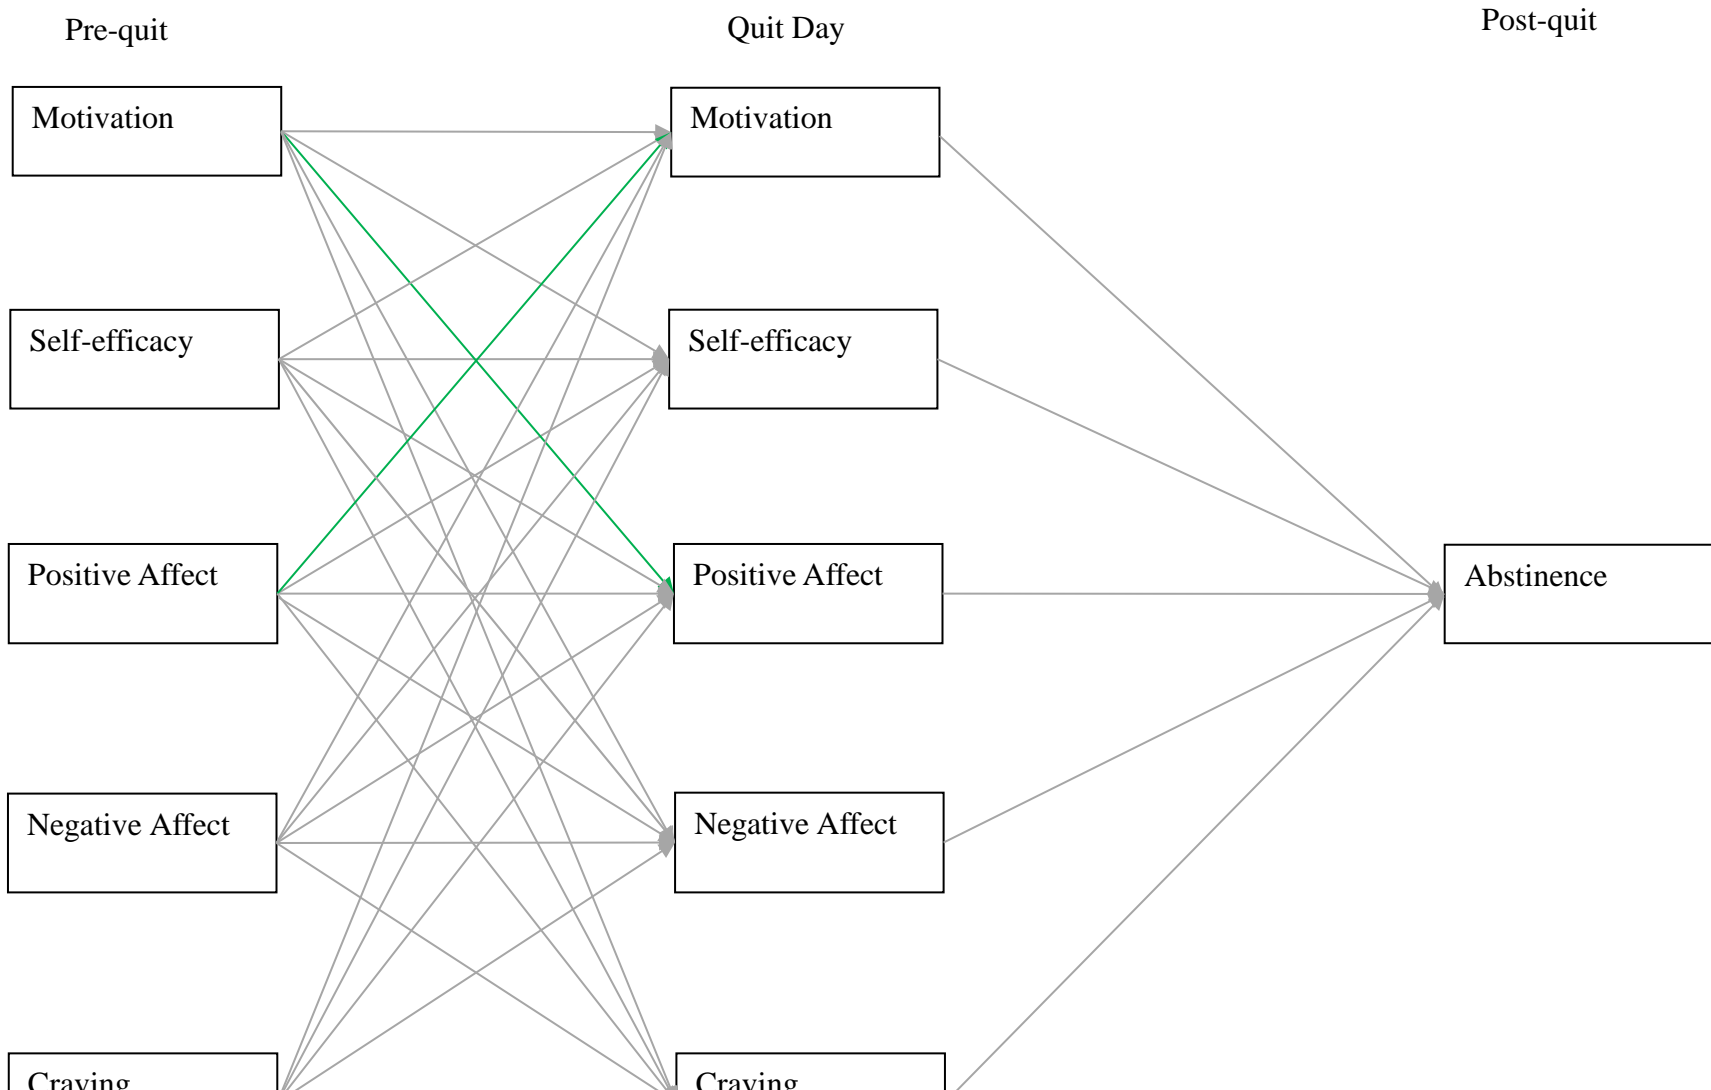 Pre-quit
Quit Day
Post-quit
Motivation
Motivation
Self-efficacy
Self-efficacy
Positive Affect
Positive Affect
Abstinence
Negative Affect
Negative Affect
Craving
Craving